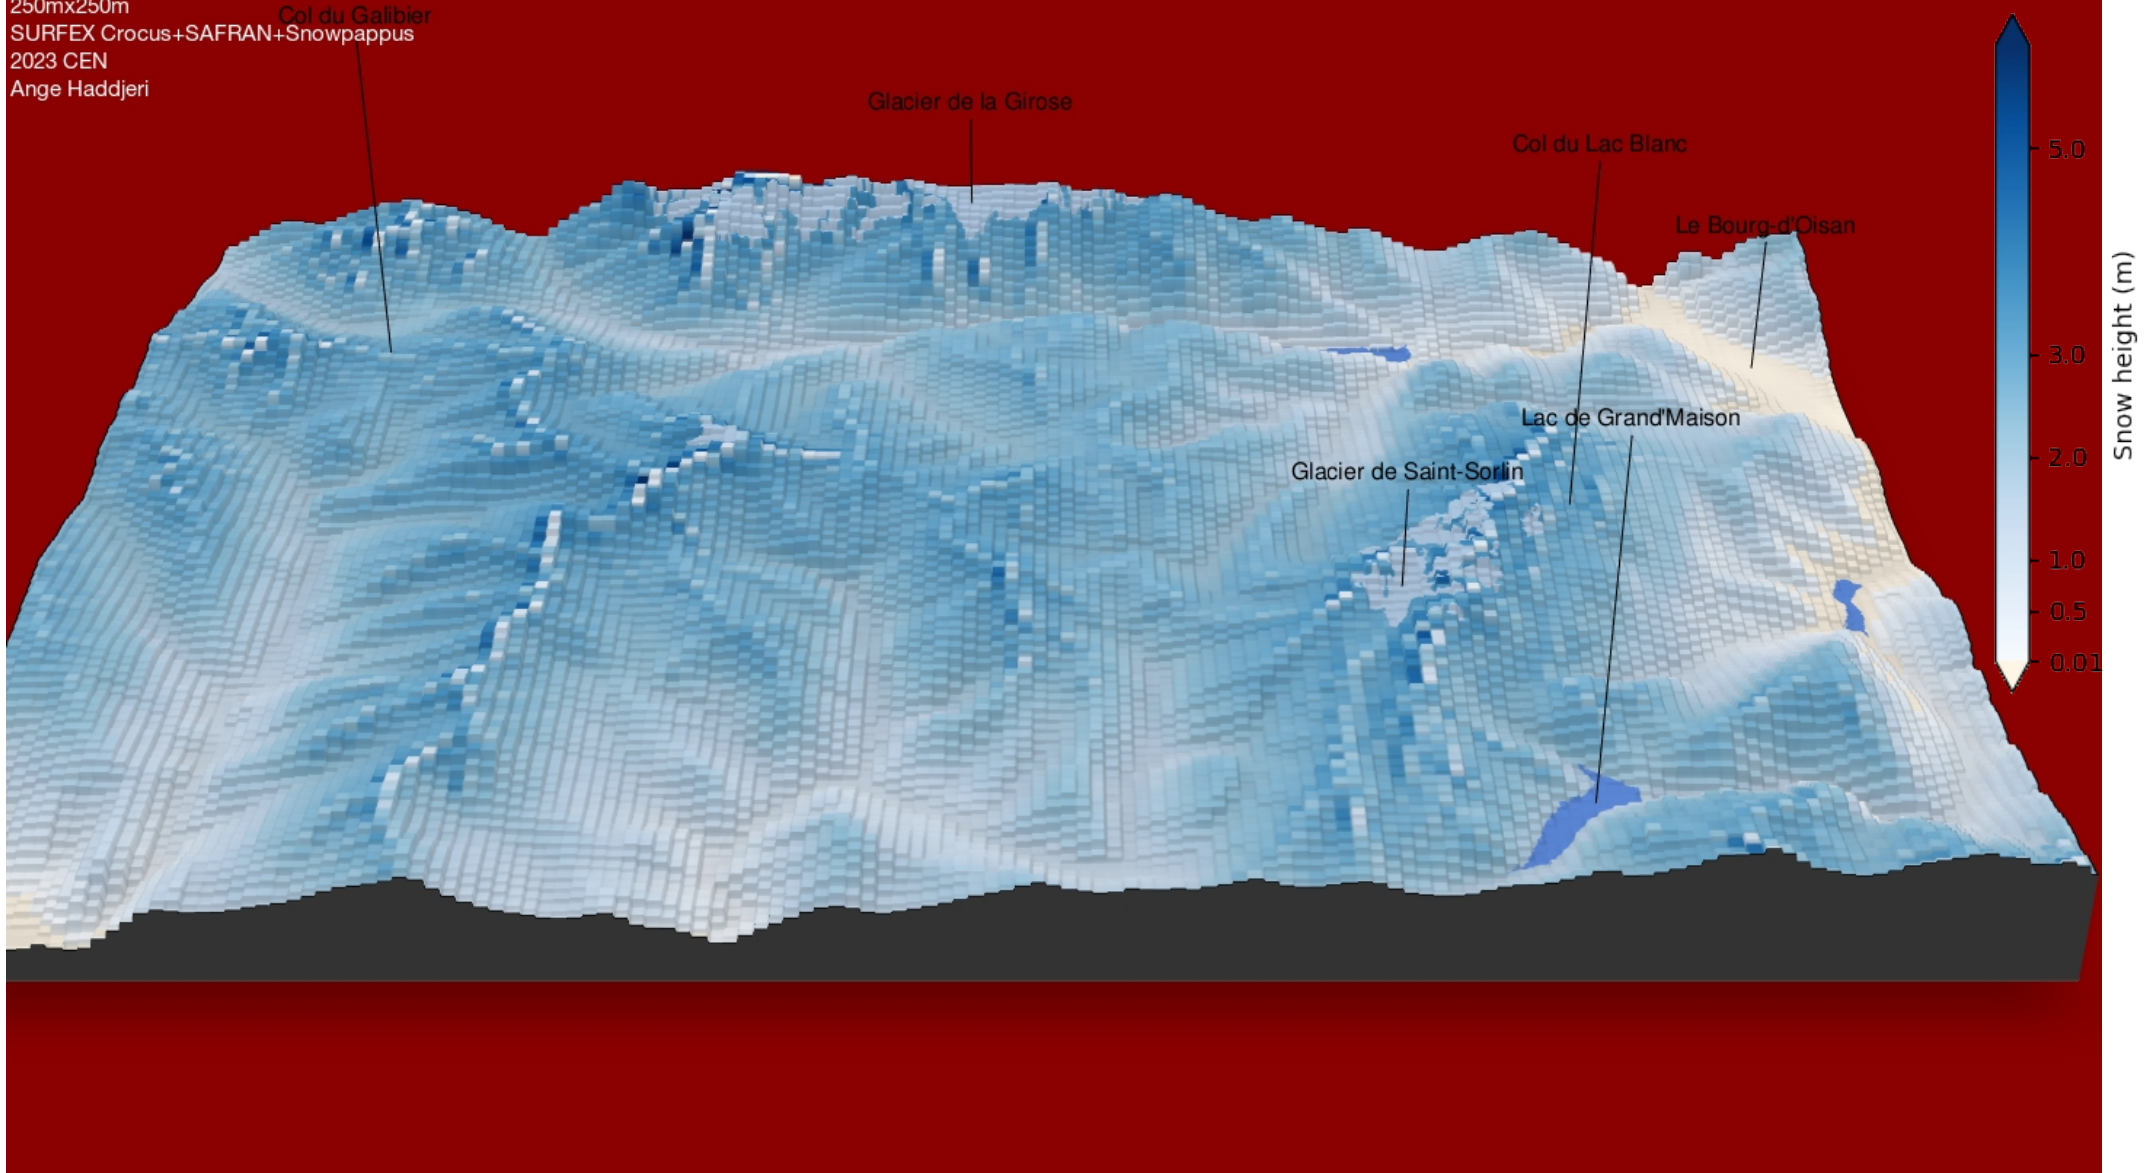 250mx250m
Col du Galibier
SURFEX Crocus+SAFRAN+Snowpappus
2023 CEN
Ange Haddjeri
Glacier de la Girose
Col du Lac Blanc
Le Bourg-d'Oisan
Lac de Grand'Maison
Glacier de Saint-Sorlin
5.0
3.0
2.0
1.0
0.5
0.01
Snow height (m)